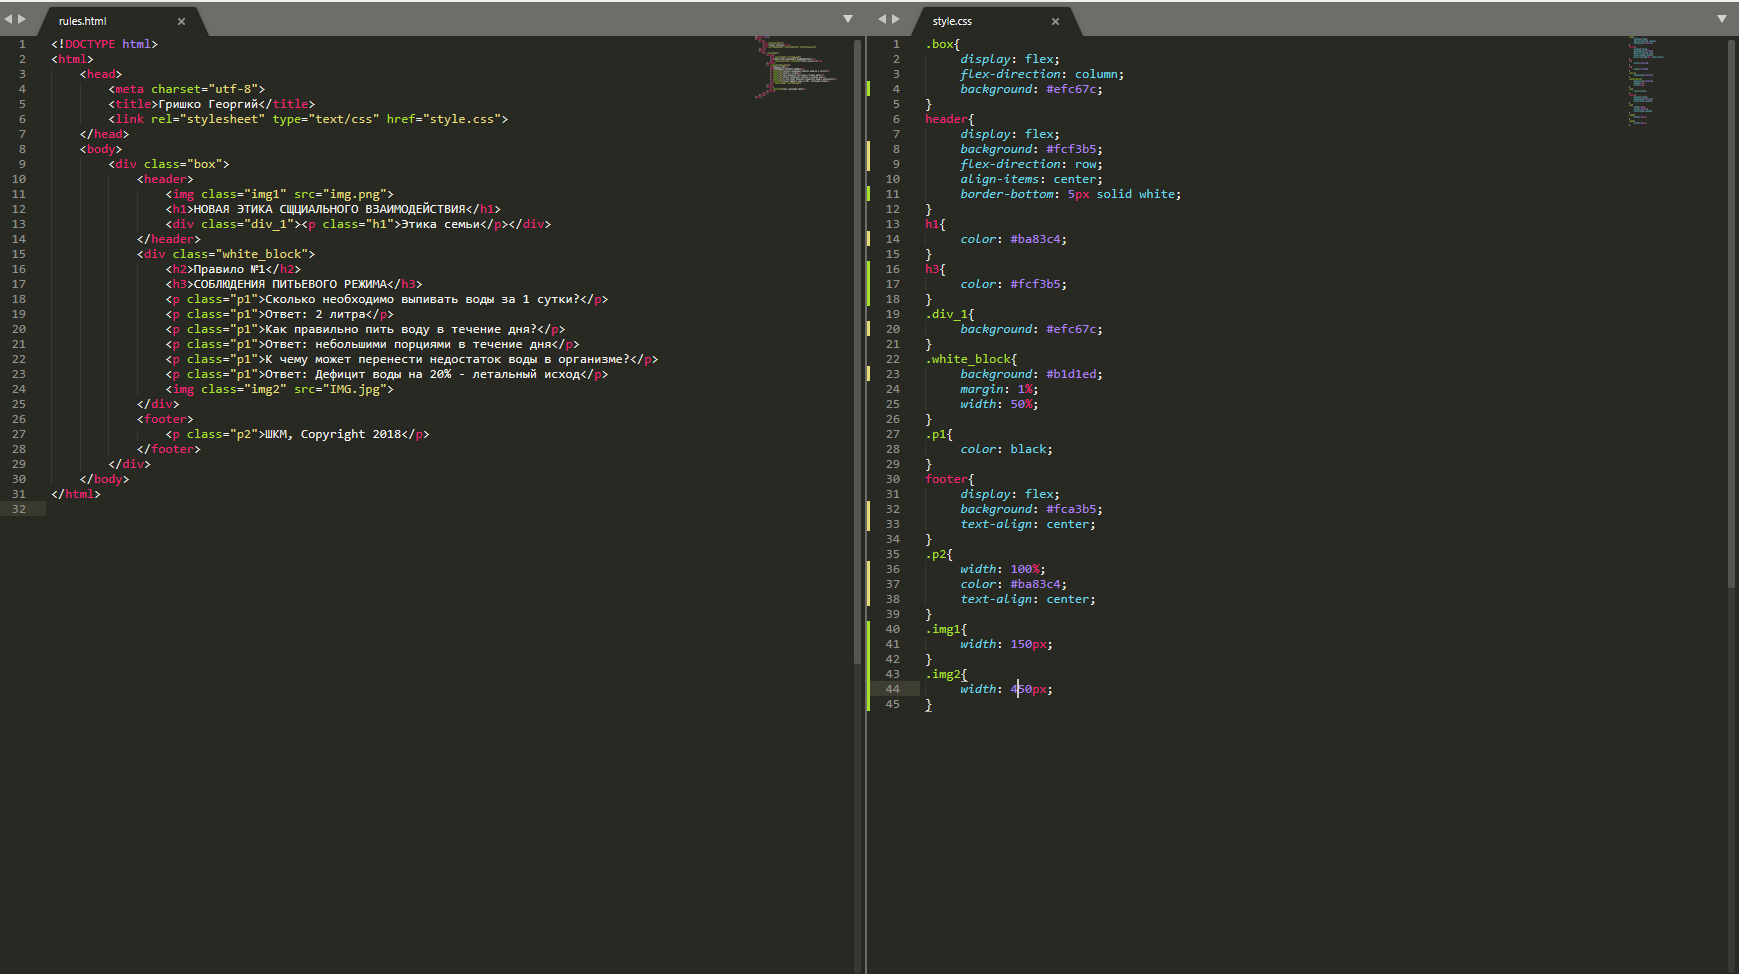 rules.html
1 <!DOCTYPE html>
2 <html>
3 <head>
4 <meta charset="utf-8">
5 <title>Гришко Георгий</title>
6 <link rel="stylesheet" type="text/css" href="style.css">
7 </head>
8 <body>
9 <div class="box">
10 <header>
11 <img class="img1" src="img.png">
12 <h1>НОВАЯ ЭТИКА СЩЦИАЛЬНОГО ВЗАИМОДЕЙСТВИЯ</h1>
13 <div class="div_1"><p class="h1">Этика семьи</p></div>
14 </header>
15 <div class="white_block">
16 <h2>Правило №1</h2>
17 <h3>СОБЛЮДЕНИЯ ПИТЬЕВОГО РЕЖИМА</h3>
18 <p class="p1">Сколько необходимо выпивать воды за 1 сутки?</p>
19 <p class="p1">Ответ: 2 литра</p>
20 <p class="p1">Как правильно пить воду в течение дня?</p>
21 <p class="p1">Ответ: небольшими порциями в течение дня</p>
22 <p class="p1">К чему может перенести недостаток воды в организме?</p>
23 <p class="p1">Ответ: Дефицит воды на 20% - летальный исход</p>
24 <img class="img2" src="IMG.jpg">
25 </div>
26 <footer>
27 <p class="p2">ШКМ, Copyright 2018</p>
28 </footer>
29 </div>
30 </body>
31 </html>
32
style.css
1 .box{
2 display: flex;
3 flex-direction: column;
4 background: #efc67c;
5 }
6 header{
7 display: flex;
8 background: #fcf3b5;
9 flex-direction: row;
10 align-items: center;
11 border-bottom: 5px solid white;
12 }
13 h1{
14 color: #ba83c4;
15 }
16 h3{
17 color: #fcf3b5;
18 }
19 .div_1{
20 background: #efc67c;
21 }
22 .white_block{
23 background: #b1d1ed;
24 margin: 1%;
25 width: 50%;
26 }
27 .p1{
28 color: black;
29 }
30 footer{
31 display: flex;
32 background: #fca3b5;
33 text-align: center;
34 }
35 .p2{
36 width: 100%;
37 color: #ba83c4;
38 text-align: center;
39 }
40 .img1{
41 width: 150px;
42 }
43 .img2{
44 width: 450px;
45 }